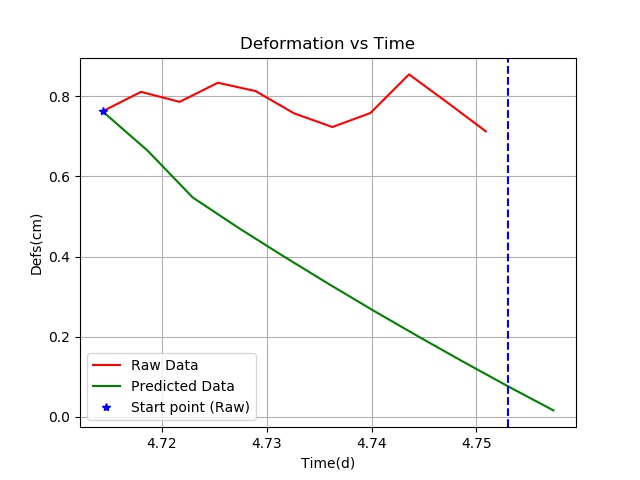 Deformation vs Time
Defs(cm)
0.8
0.6
0.4
0.2
0.0
Raw Data
Predicted Data
Start point (Raw)
4.72 4.73 4.74 4.75
Time(d)